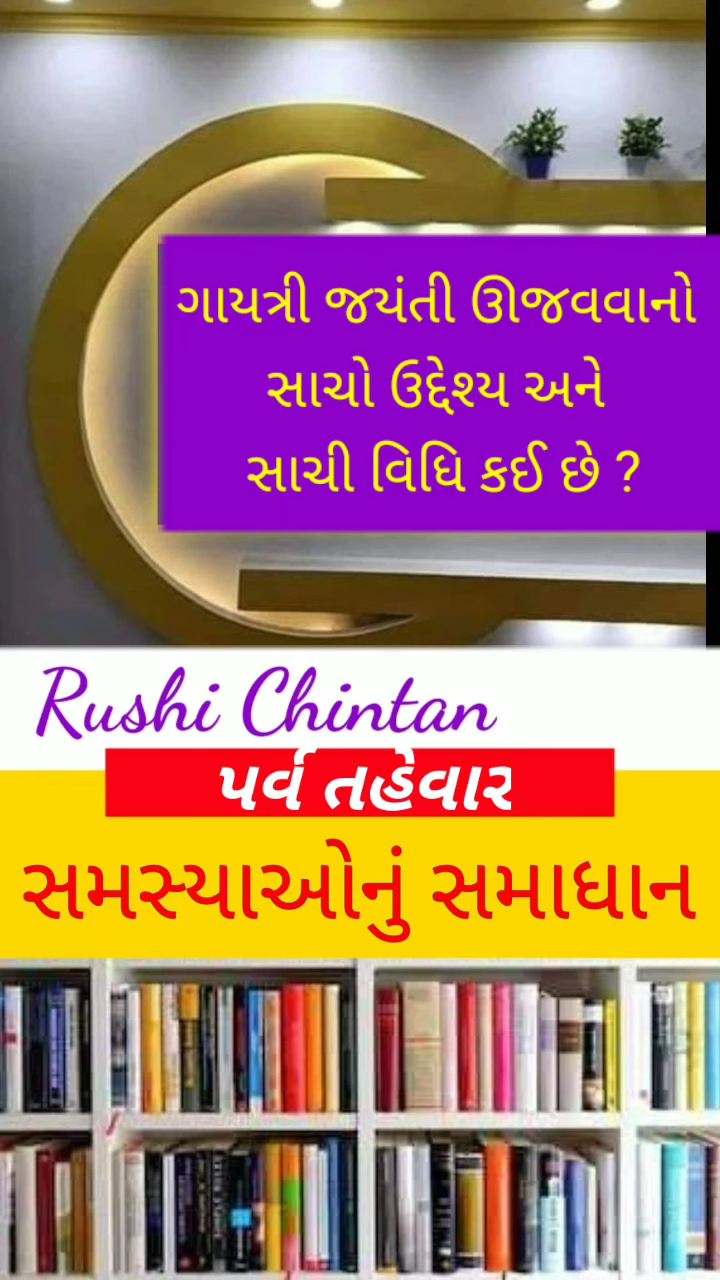 ગાયત્રી જયંતી ઊજવવાનો
સાચો ઉદ્દેશ્ય અને
સાચી વિધિ કઈ છે ?
Rushi Chintan
પર્વ તહેવાર
સમસ્યાઓનું સમાધાન